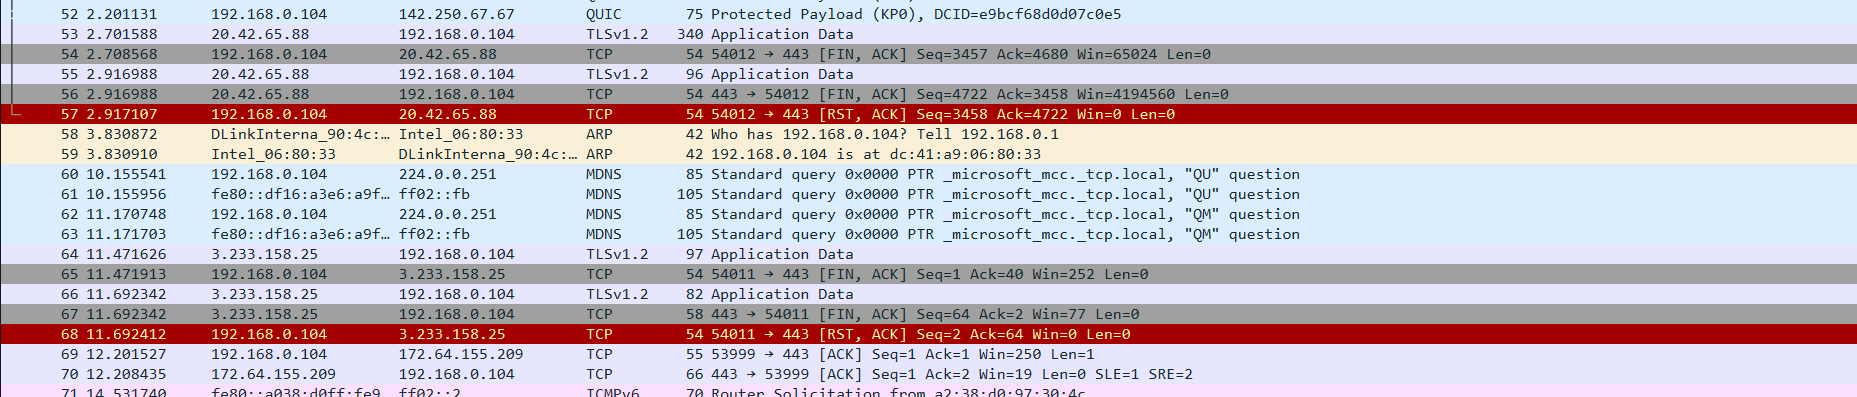 52 2.201131 192.168.0.104 142.250.67.67 QUIC 75 Protected Payload (KP0), DCID=e9bcf68d0d07c0e5
53 2.701588 20.42.65.88 192.168.0.104 TLSv1.2 340 Application Data
54 2.708568 192.168.0.104 20.42.65.88 TCP 54 54012 → 443 [FIN, ACK] Seq=3457 Ack=4680 Win=65024 Len=0
55 2.916988 20.42.65.88 192.168.0.104 TLSv1.2 96 Application Data
56 2.916988 20.42.65.88 192.168.0.104 TCP 54 443 → 54012 [FIN, ACK] Seq=4722 Ack=3458 Win=4194560 Len=0
57 2.917107 192.168.0.104 20.42.65.88 TCP 54 54012 → 443 [RST, ACK] Seq=3458 Ack=4722 Win=0 Len=0
58 3.830872 DLinkInterna_90:4c:… Intel_06:80:33 ARP 42 Who has 192.168.0.104? Tell 192.168.0.1
59 3.830910 Intel_06:80:33 DLinkInterna_90:4c:… ARP 42 192.168.0.104 is at dc:41:a9:06:80:33
60 10.155541 192.168.0.104 224.0.0.251 MDNS 85 Standard query 0x0000 PTR _microsoft_mcc._tcp.local, "QU" question
61 10.155956 fe80::df16:a3e6:a9f… ff02::fb MDNS 105 Standard query 0x0000 PTR _microsoft_mcc._tcp.local, "QU" question
62 11.170748 192.168.0.104 224.0.0.251 MDNS 85 Standard query 0x0000 PTR _microsoft_mcc._tcp.local, "QM" question
63 11.171703 fe80::df16:a3e6:a9f… ff02::fb MDNS 105 Standard query 0x0000 PTR _microsoft_mcc._tcp.local, "QM" question
64 11.471626 3.233.158.25 192.168.0.104 TLSv1.2 97 Application Data
65 11.471913 192.168.0.104 3.233.158.25 TCP 54 54011 → 443 [FIN, ACK] Seq=1 Ack=40 Win=252 Len=0
66 11.692342 3.233.158.25 192.168.0.104 TLSv1.2 82 Application Data
67 11.692342 3.233.158.25 192.168.0.104 TCP 58 443 → 54011 [FIN, ACK] Seq=64 Ack=2 Win=77 Len=0
68 11.692412 192.168.0.104 3.233.158.25 TCP 54 54011 → 443 [RST, ACK] Seq=2 Ack=64 Win=0 Len=0
69 12.201527 192.168.0.104 172.64.155.209 TCP 55 53999 → 443 [ACK] Seq=1 Ack=1 Win=250 Len=1
70 12.208435 172.64.155.209 192.168.0.104 TCP 66 443 → 53999 [ACK] Seq=1 Ack=2 Win=19 Len=0 SLE=1 SRE=2
71 14.531740 fe80::a038:d0ff:fe9… ff02::2 ICMPv6 70 Router Solicitation from a2:38:d0:97:30:4c